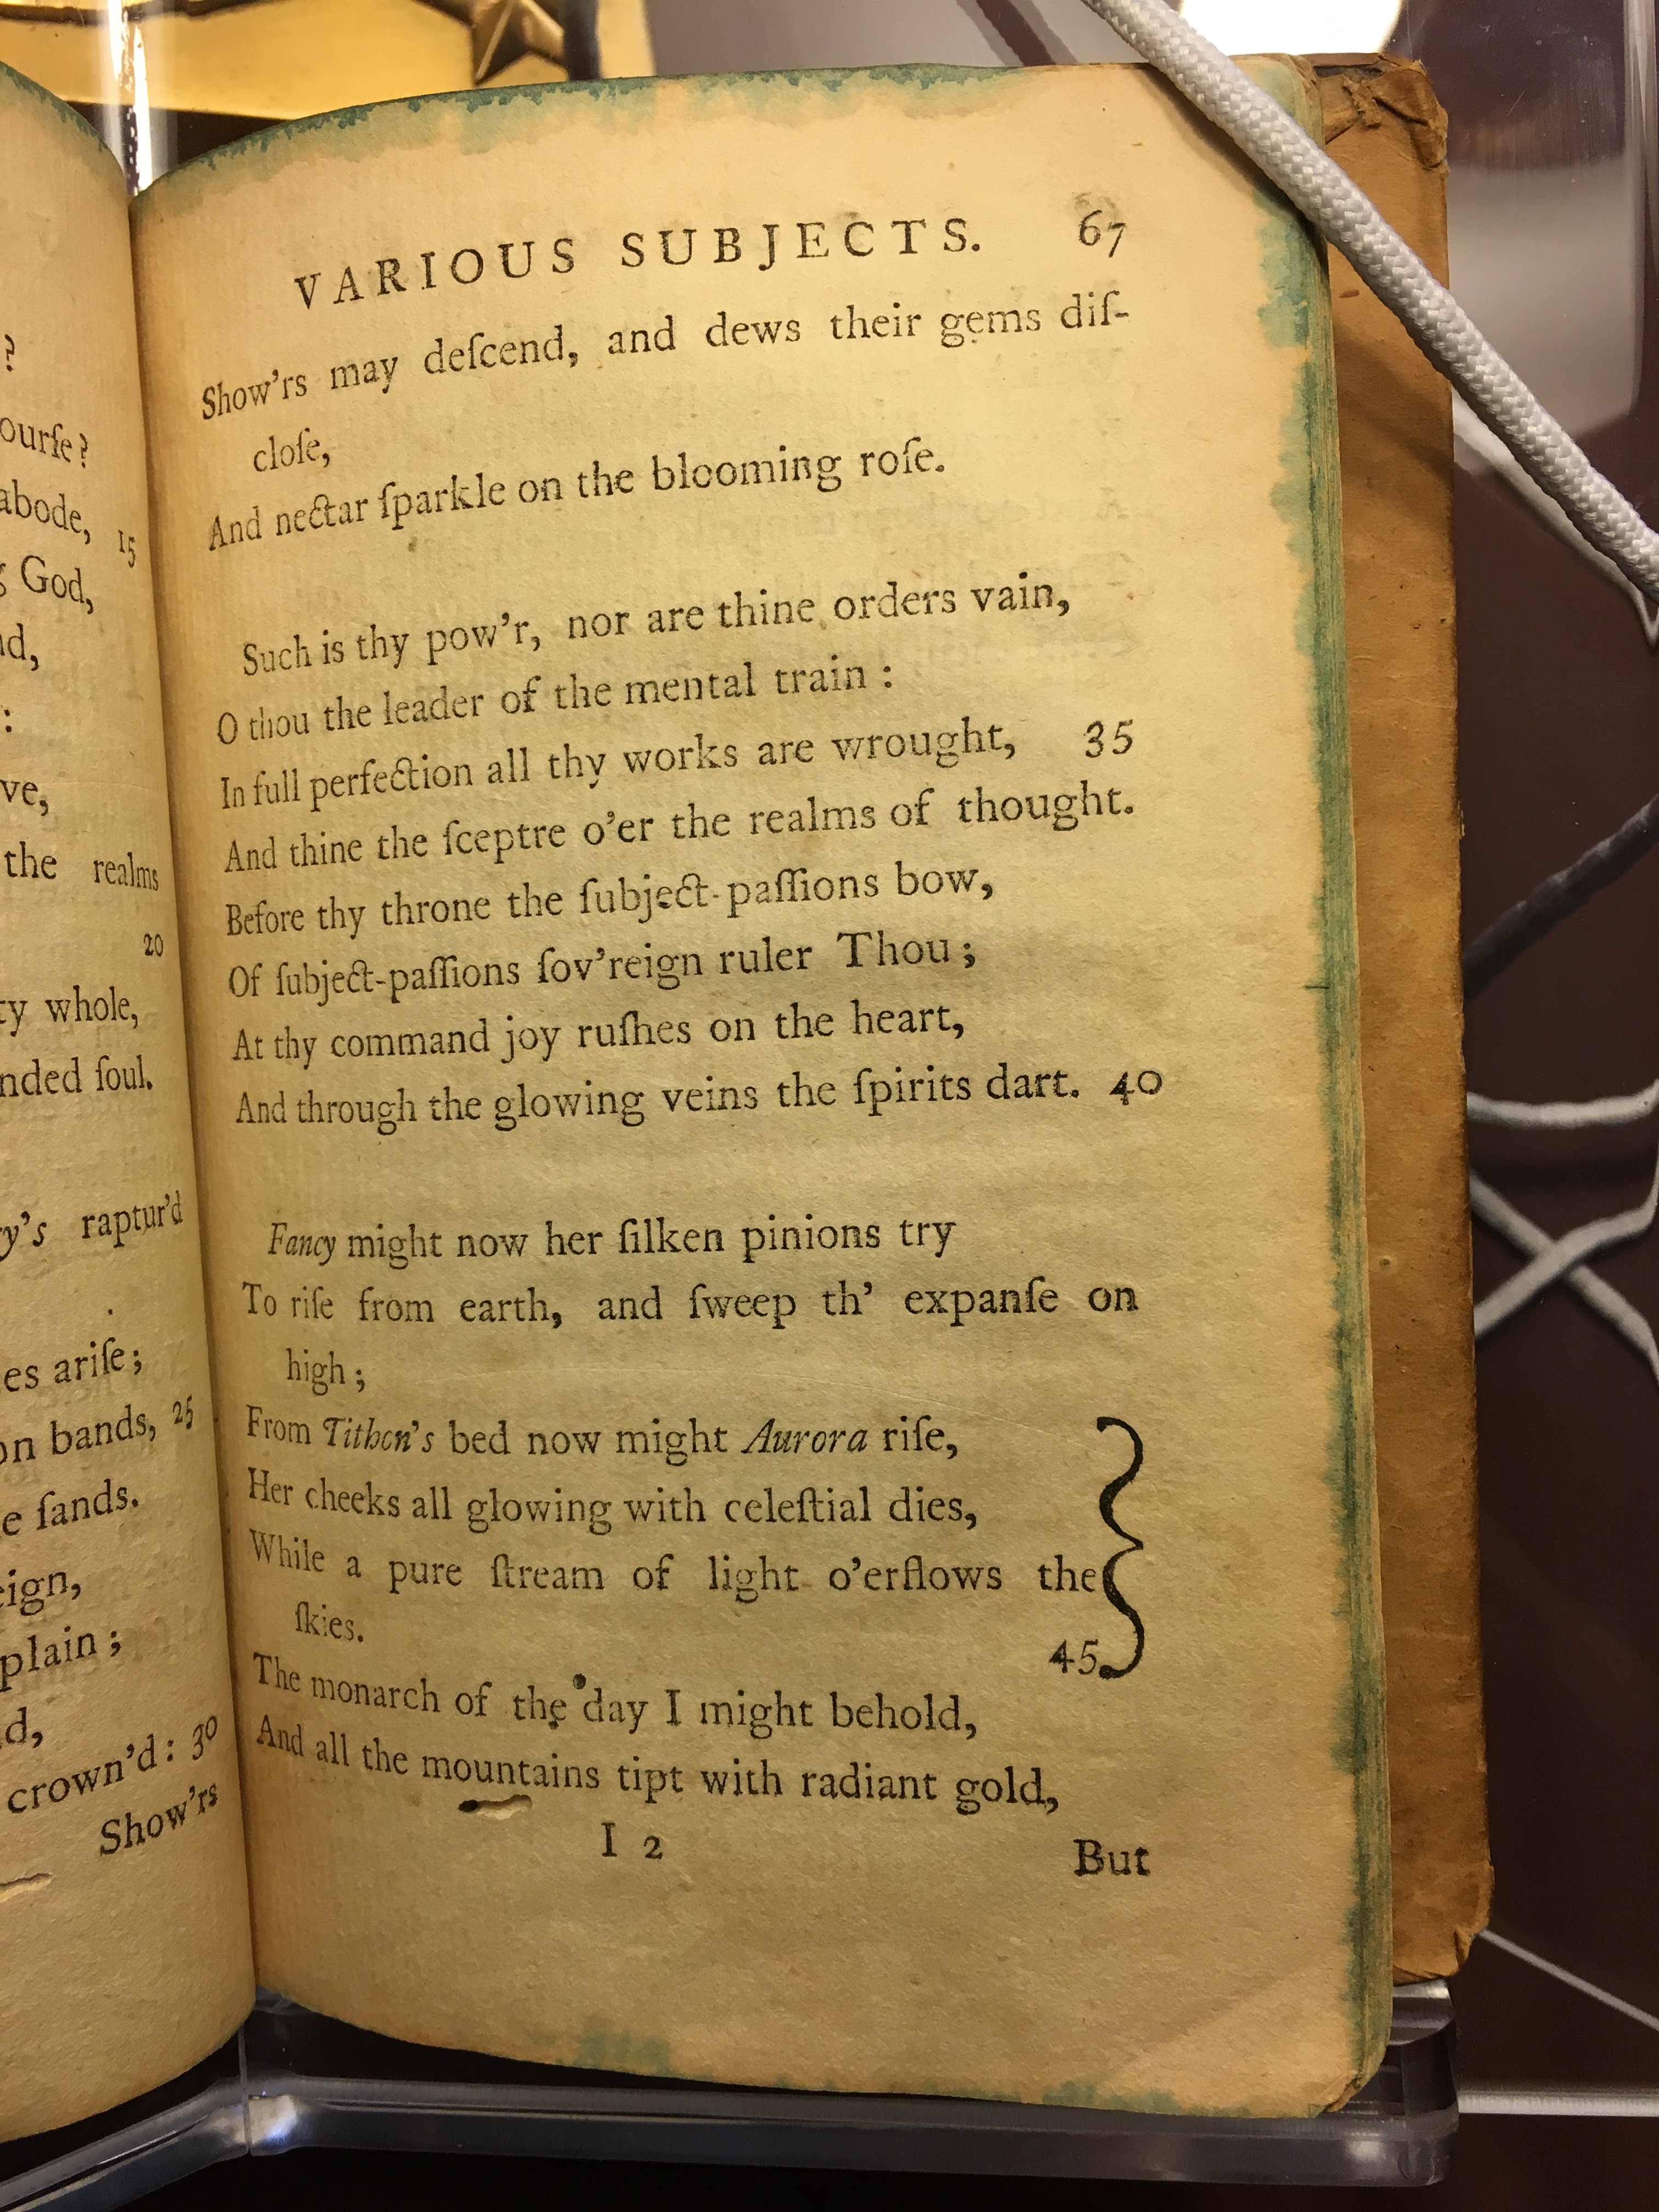 ?
ourſe?
abode,
15
God,
:
the realms
20
whole,
ſoul.
raptur'd
ariſe;
bands, 25
ſands.
plain;
crown'd: 30
Show'rs
VARIOUS SUBJECTS. 67
Show'rs may deſcend, and dews their gems diſ-
cloſe,
And nectar ſparkle on the blooming roſe.
Such is thy pow'r, nor are thine orders vain,
O thou the leader of the mental train :
In full perfection all thy works are wrought, 35
And thine the ſceptre o'er the realms of thought.
Before thy throne the ſubject-paſſions bow,
Of ſubject-paſſions ſov'reign ruler Thou ;
At thy command joy ruſhes on the heart,
And through the glowing veins the ſpirits dart. 40
Fancy might now her ſilken pinions try
To riſe from earth, and ſweep th' expanſe on
high ;
From Tithon's bed now might Aurora riſe,
Her cheeks all glowing with celeſtial dies,
While a pure ſtream of light o'erflows the
ſkies. 45
The monarch of the day I might behold,
And all the mountains tipt with radiant gold,
I 2 But